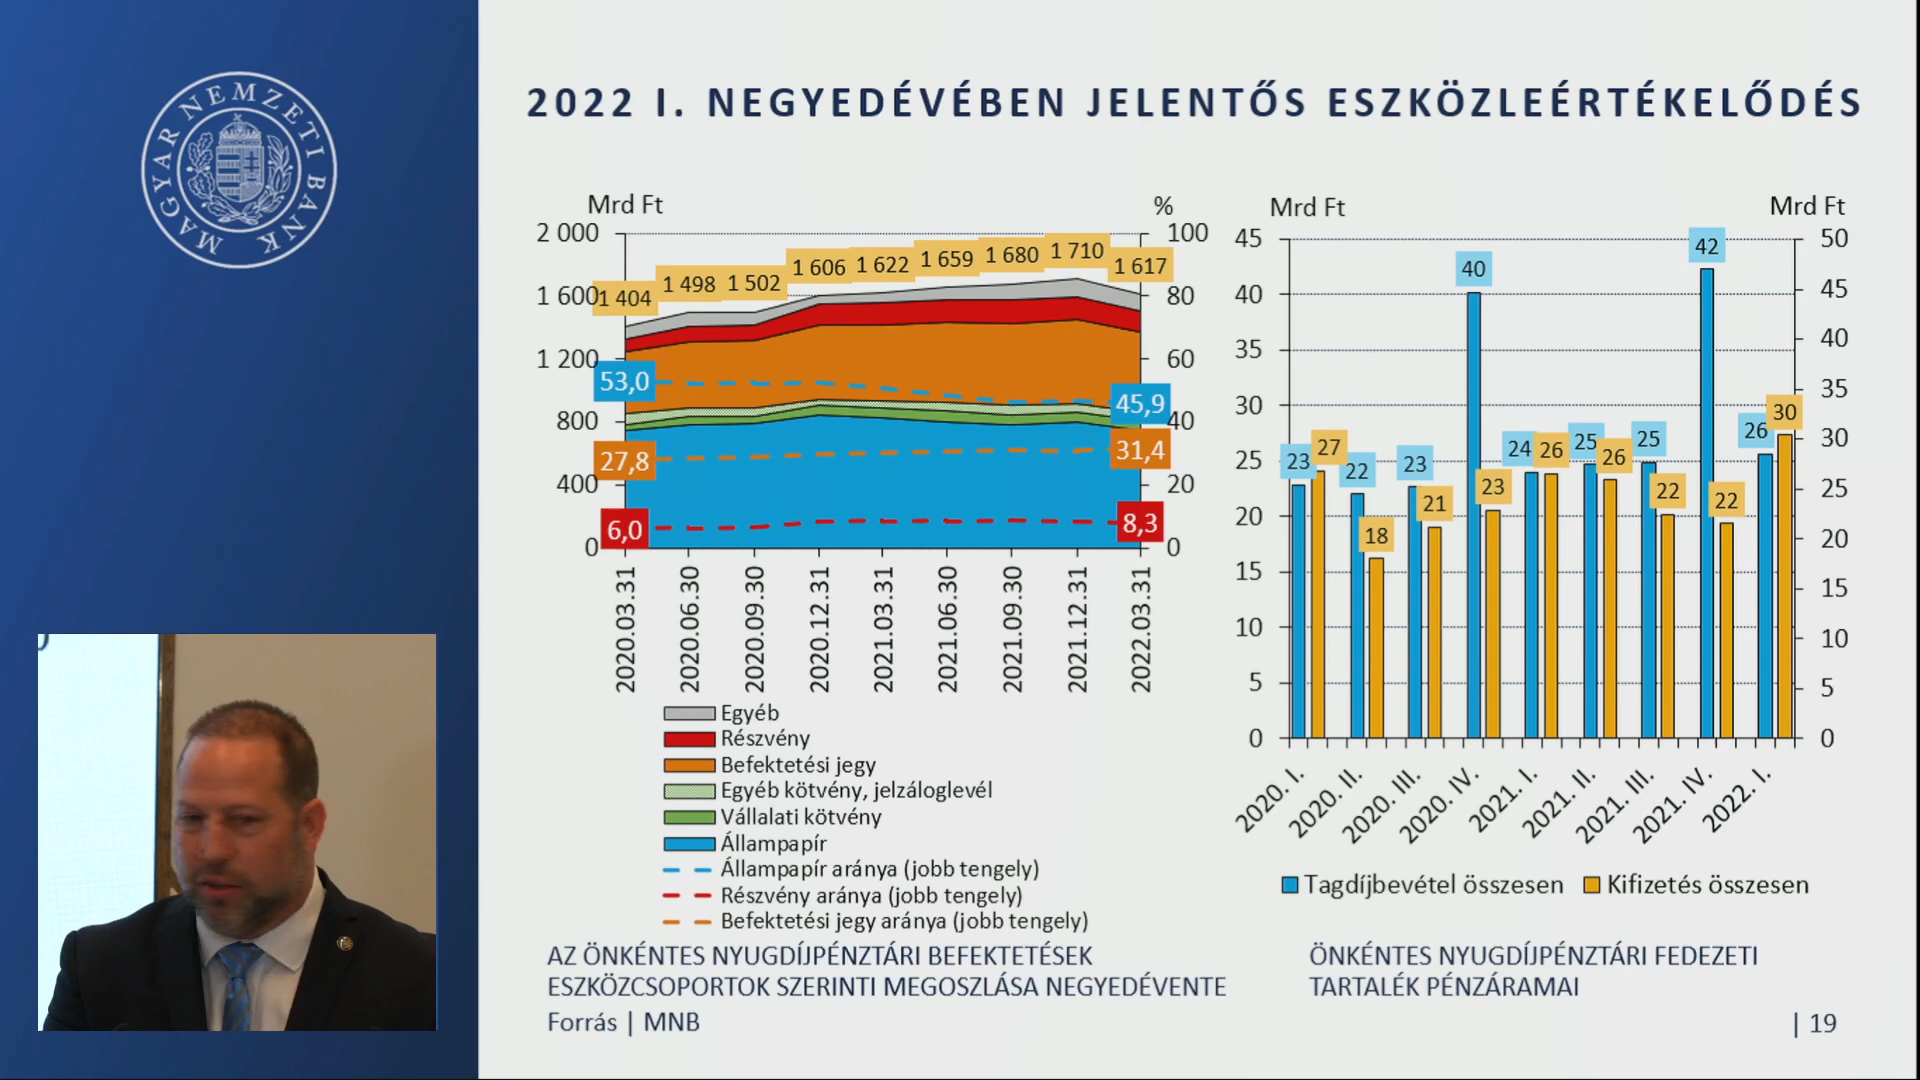 MAGYAR NEMZETI BANK
2022 I. NEGYEDÉVÉBEN JELENTŐS ESZKÖZLEÉRTÉKELŐDÉS
Mrd Ft
%
2 000
1 600
1 200
800
400
0
100
80
60
40
20
0
1 404
1 498
1 502
1 606
1 622
1 659
1 680
1 710
1 617
53,0
45,9
27,8
31,4
6,0
8,3
2020.03.31
2020.06.30
2020.09.30
2020.12.31
2021.03.31
2021.06.30
2021.09.30
2021.12.31
2022.03.31
Egyéb
Részvény
Befektetési jegy
Egyéb kötvény, jelzáloglevél
Vállalati kötvény
Állampapír
Állampapír aránya (jobb tengely)
Részvény aránya (jobb tengely)
Befektetési jegy aránya (jobb tengely)
AZ ÖNKÉNTES NYUGDÍJPÉNZTÁRI BEFEKTETÉSEK
ESZKÖZCSOPORTOK SZERINTI MEGOSZLÁSA NEGYEDÉVENTE
Forrás | MNB
Mrd Ft
Mrd Ft
45
40
35
30
25
20
15
10
5
0
50
45
40
35
30
25
20
15
10
5
0
23
27
22
18
23
21
40
23
24
26
25
26
25
22
42
22
26
30
2020. I.
2020. II.
2020. III.
2020. IV.
2021. I.
2021. II.
2021. III.
2021. IV.
2022. I.
Tagdíjbevétel összesen
Kifizetés összesen
ÖNKÉNTES NYUGDÍJPÉNZTÁRI FEDEZETI
TARTALÉK PÉNZÁRAMAI
| 19